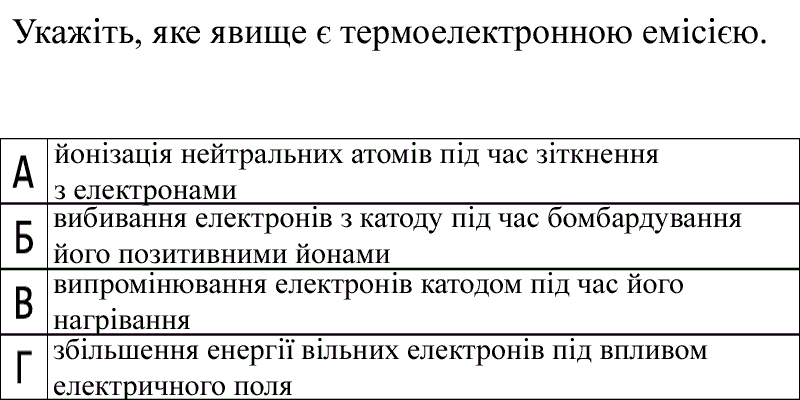 Укажіть, яке явище є термоелектронною емісією.
А
йонізація нейтральних атомів під час зіткнення
з електронами
Б
вибивання електронів з катоду під час бомбардування
його позитивними йонами
В
випромінювання електронів катодом під час його
нагрівання
Г
збільшення енергії вільних електронів під впливом
електричного поля